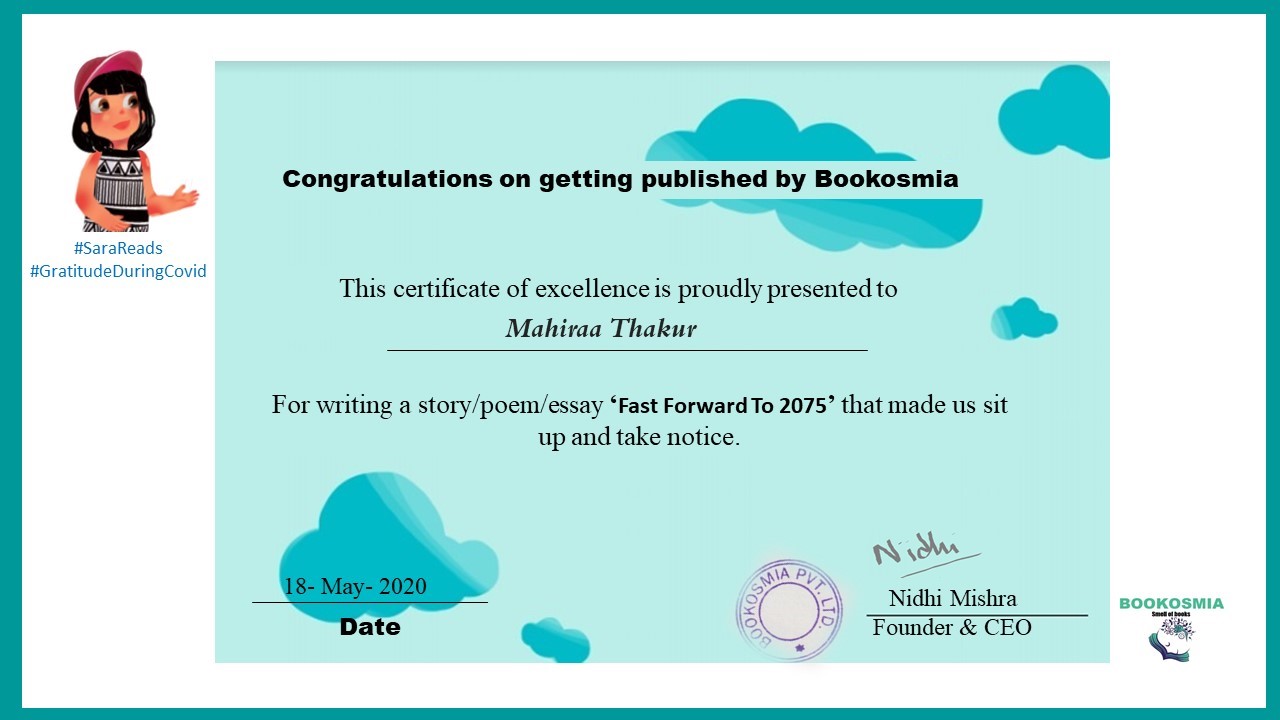 #SaraReads
#GratitudeDuringCovid
Congratulations on getting published by Bookosmia
This certificate of excellence is proudly presented to
Mahiraa Thakur
For writing a story/poem/essay ‘Fast Forward To 2075’ that made us sit
up and take notice.
18- May- 2020
Date
BOOKOSMIA PVT. LTD.
Nidhi
Nidhi Mishra
Founder & CEO
BOOKOSMIA
Smell of books